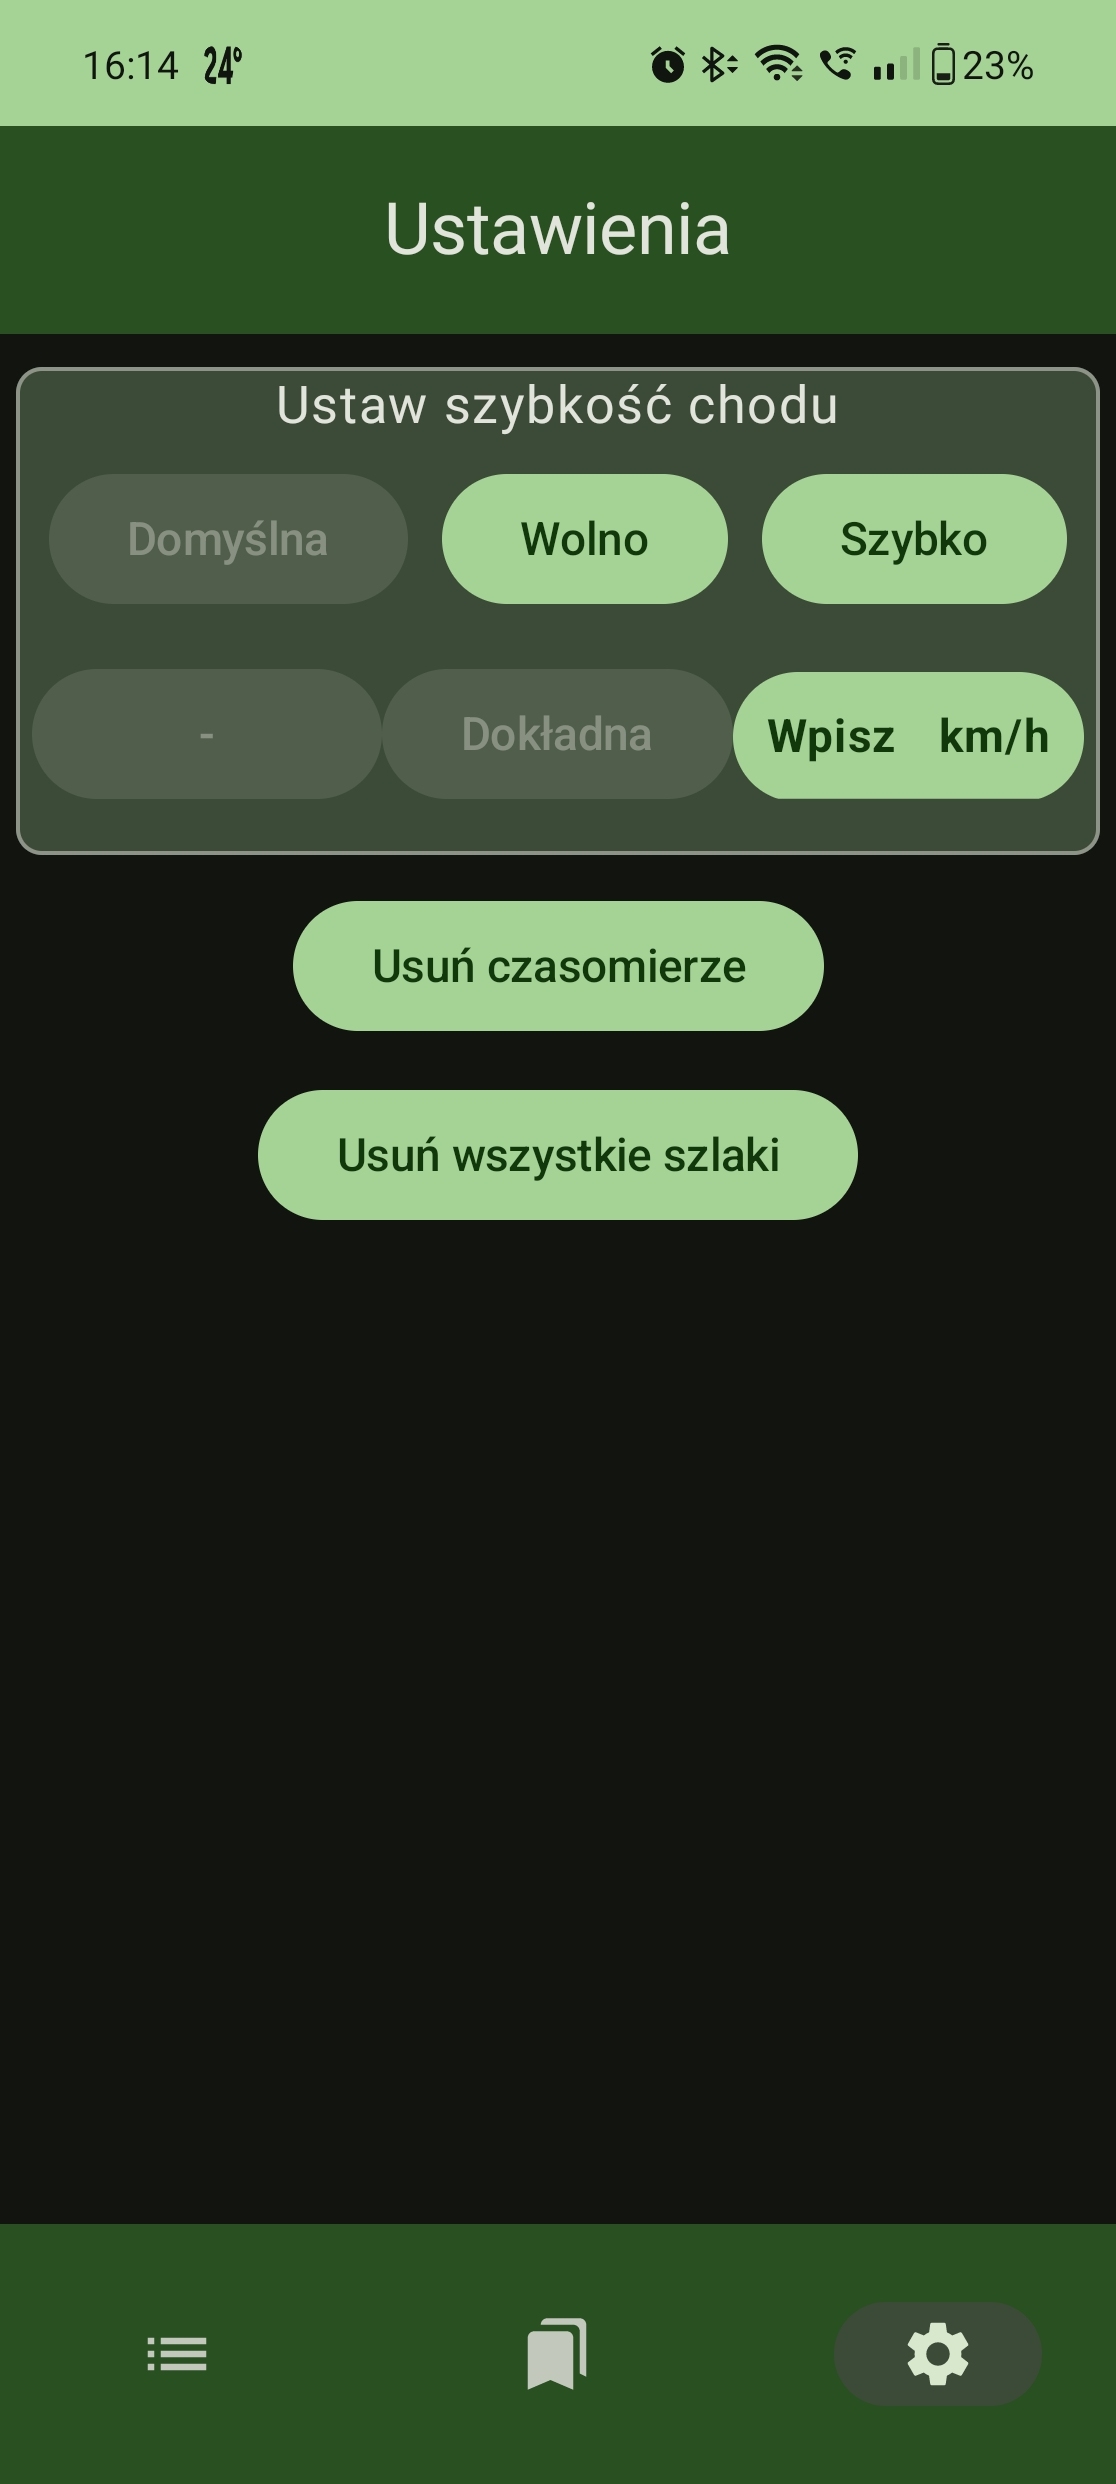 16:14 24° 23%
Ustawienia
Ustaw szybkość chodu
Domyślna Wolno Szybko
- Dokładna Wpisz km/h
Usuń czasomierze
Usuń wszystkie szlaki